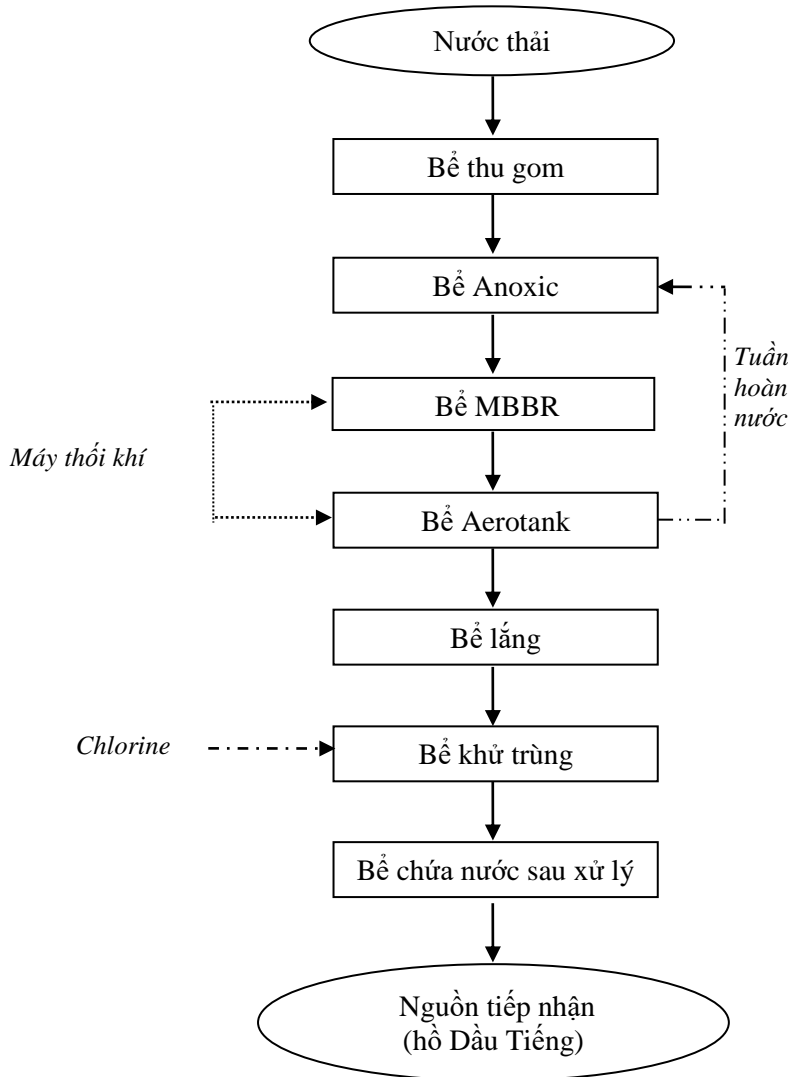 Nước thải
Bể thu gom
Bể Anoxic
Tuần
hoàn
nước
Bể MBBR
Máy thối khí
Bể Aerotank
Bể lắng
Chlorine
Bể khử trùng
Bể chứa nước sau xử lý
Nguồn tiếp nhận
(hồ Dầu Tiếng)